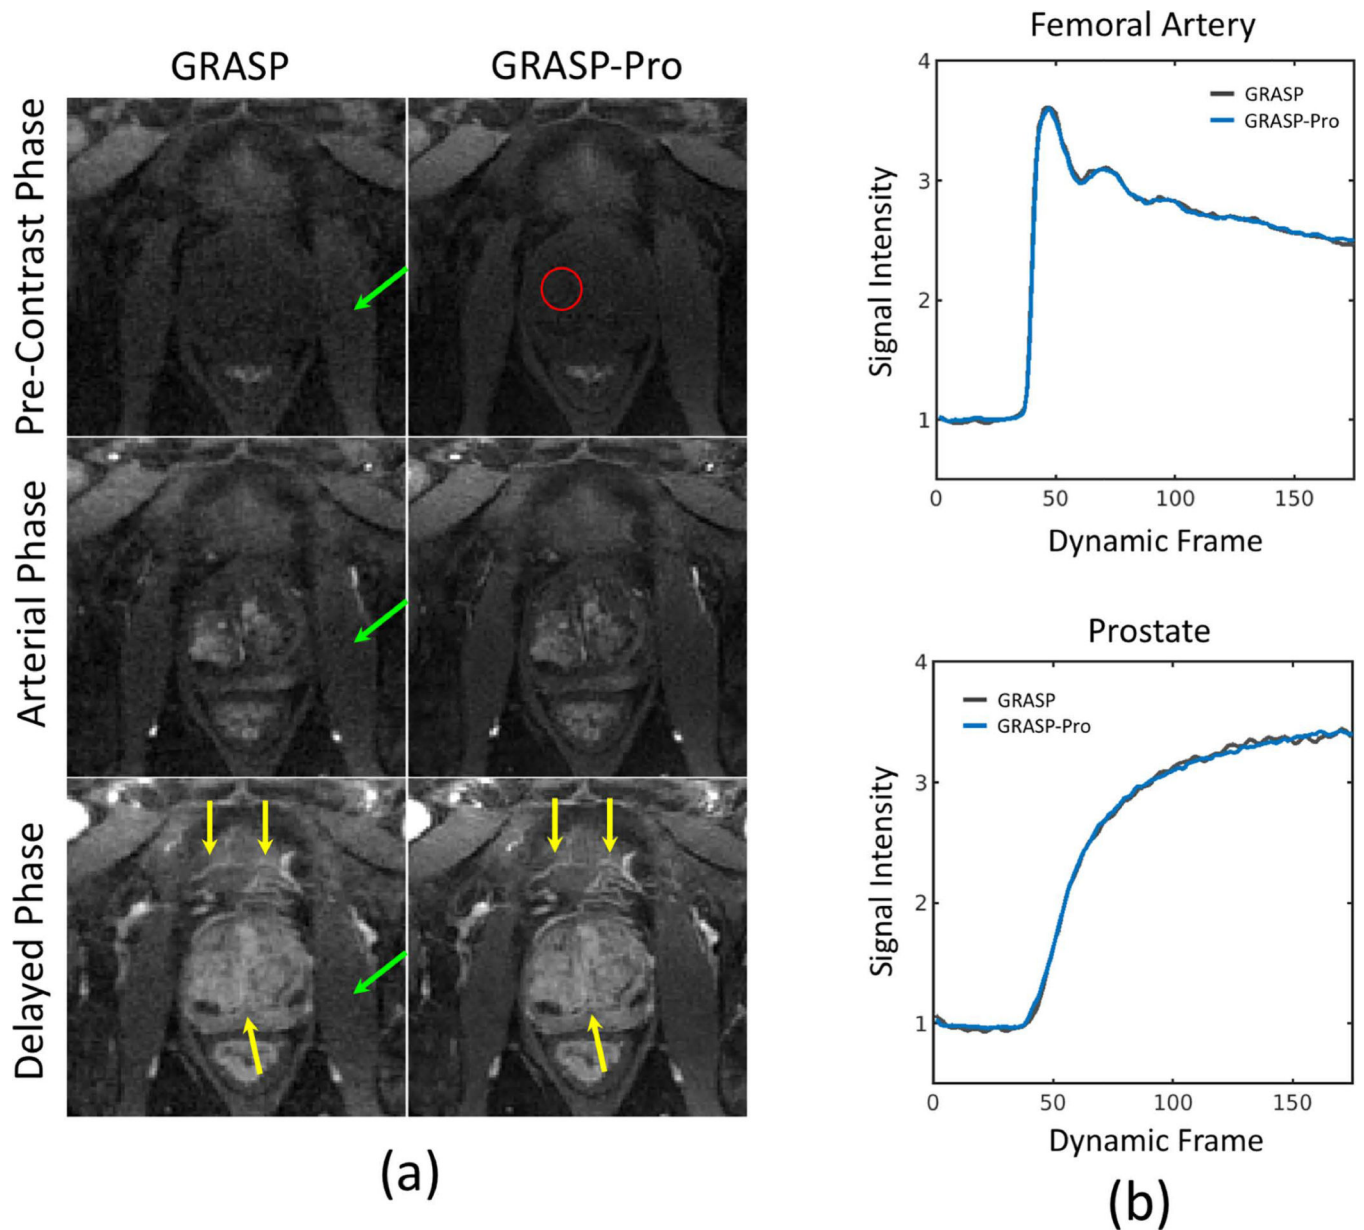 GRASP
GRASP-Pro
Pre-Contrast Phase
Arterial Phase
Delayed Phase
(a)
Femoral Artery
GRASP
GRASP-Pro
Signal Intensity
4
3
2
1
0
50
100
150
Dynamic Frame
Prostate
GRASP
GRASP-Pro
Signal Intensity
4
3
2
1
0
50
100
150
Dynamic Frame
(b)